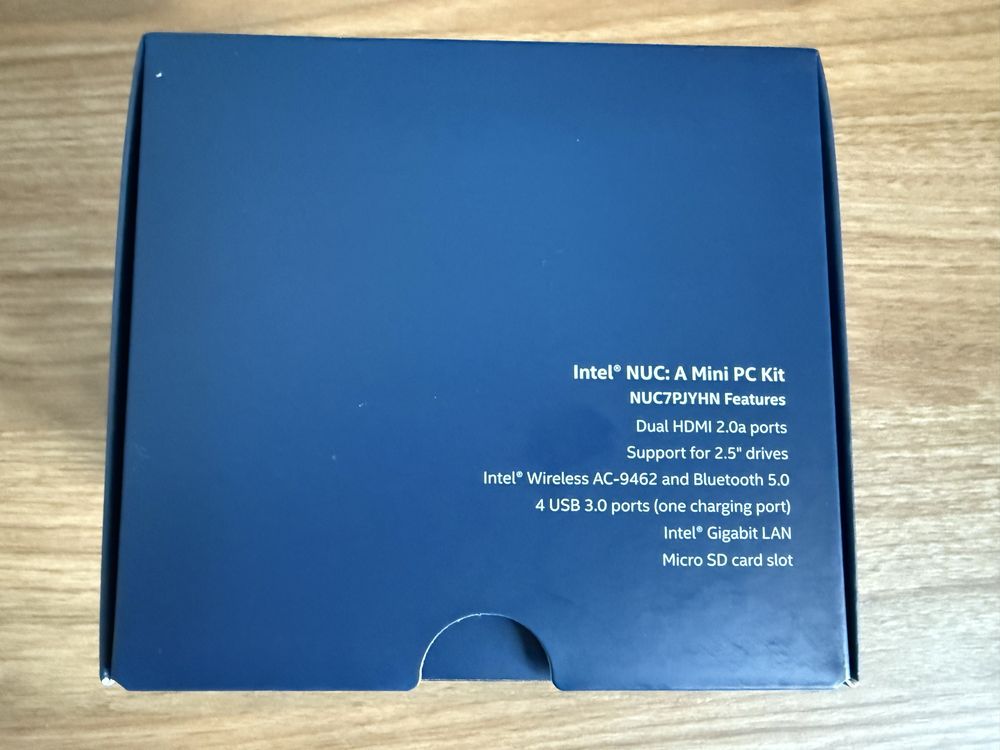 Intel® NUC: A Mini PC Kit
NUC7PJYHN Features
Dual HDMI 2.0a ports
Support for 2.5" drives
Intel® Wireless AC-9462 and Bluetooth 5.0
4 USB 3.0 ports (one charging port)
Intel® Gigabit LAN
Micro SD card slot